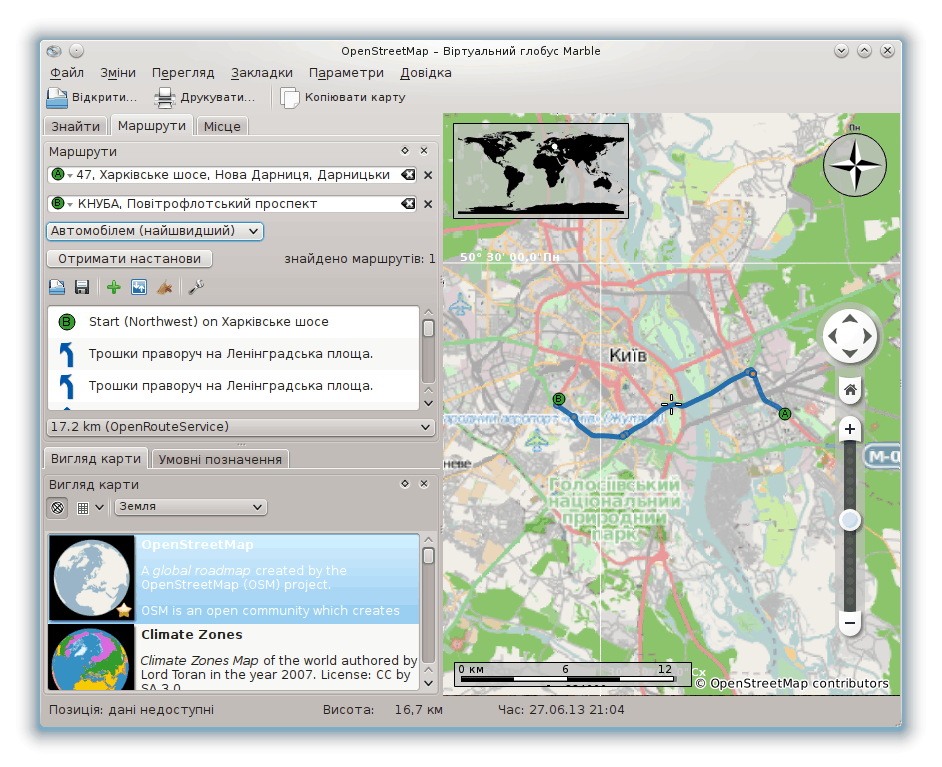 OpenStreetMap – Віртуальний глобус Marble
Файл Зміни Перегляд Закладки Параметри Довідка
Відкрити... Друкувати... Копіювати карту
Знайти Маршрути Місце
Маршрути
A 47, Харківське шосе, Нова Дарниця, Дарницьки
B КНУБА, Повітрофлотський проспект
Автомобілем (найшвидший)
Отримати настанови знайдено маршрутів: 1
B Start (Northwest) on Харківське шосе
Трошки праворуч на Ленінградська площа.
Трошки праворуч на Ленінградська площа.
17.2 км (OpenRouteService)
Вигляд карти Умовні позначення
Вигляд карти
Земля
OpenStreetMap
A global roadmap created by the
OpenStreetMap (OSM) project.
OSM is an open community which creates
Climate Zones
Climate Zones Map of the world authored by
Lord Toran in the year 2007. License: CC by
SA 3.0
Пн
50° 30' 00,0"Пн
Київ
B
A
М-0
неве
Голосіївський
національний
природний
парк
0 км 6 12
Сх
© OpenStreetMap contributors
Позиція: дані недоступні Висота: 16,7 км Час: 27.06.13 21:04